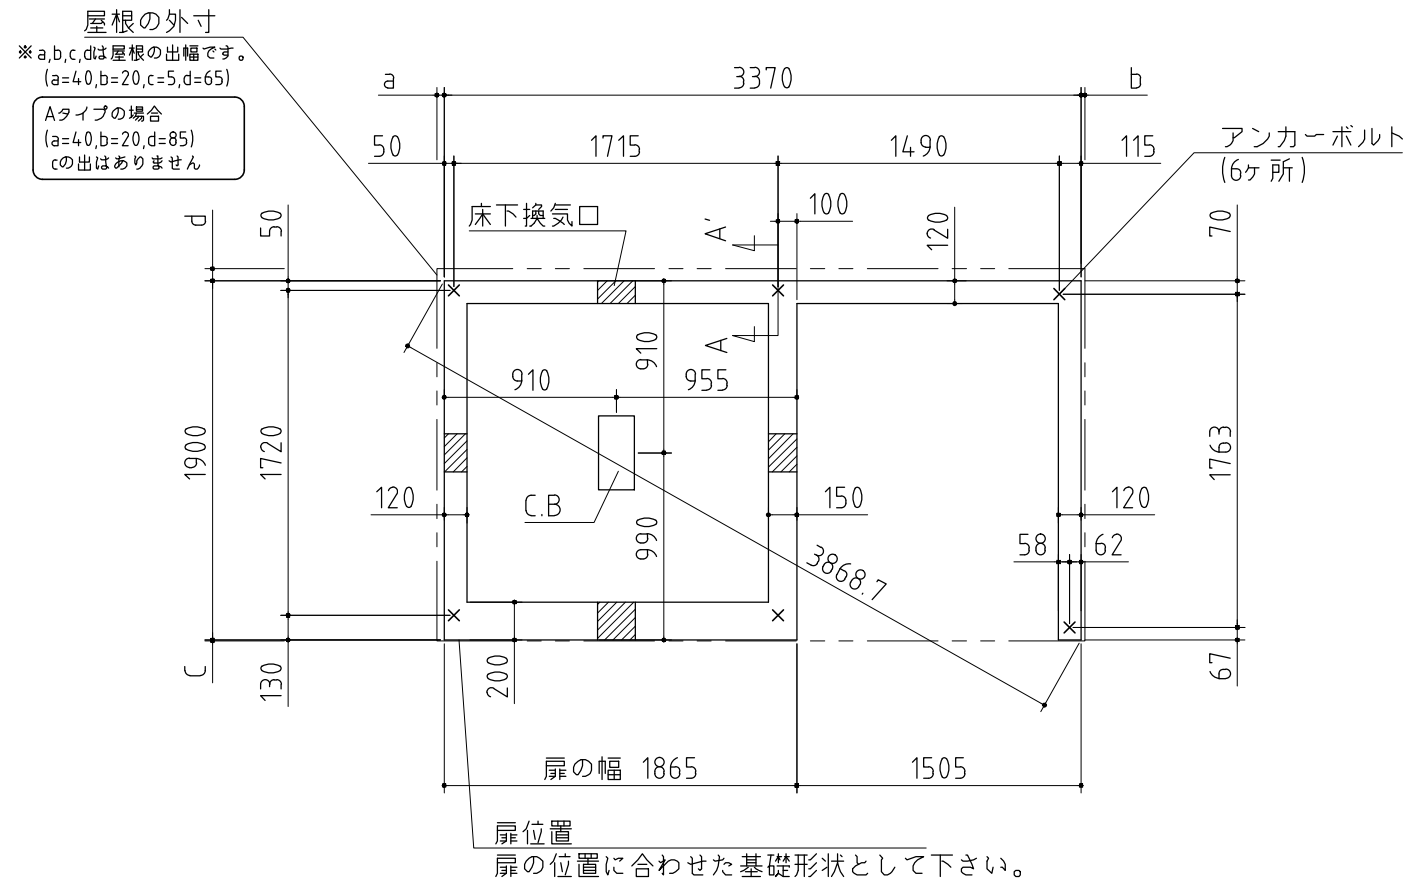 屋根の外寸
※a,b,c,dは屋根の出幅です。
(a=40,b=20,c=5,d=65)
Aタイプの場合
(a=40,b=20,d=85)
cの出はありません
a
3370
b
50
1715
1490
115
アンカーボルト
(6ヶ所)
d
50
床下換気口
A'
100
120
70
A
910
910
955
1900
1720
1763
120
C.B
990
150
120
58
62
3868.7
C
130
200
67
扉の幅 1865
1505
扉位置
扉の位置に合わせた基礎形状として下さい。